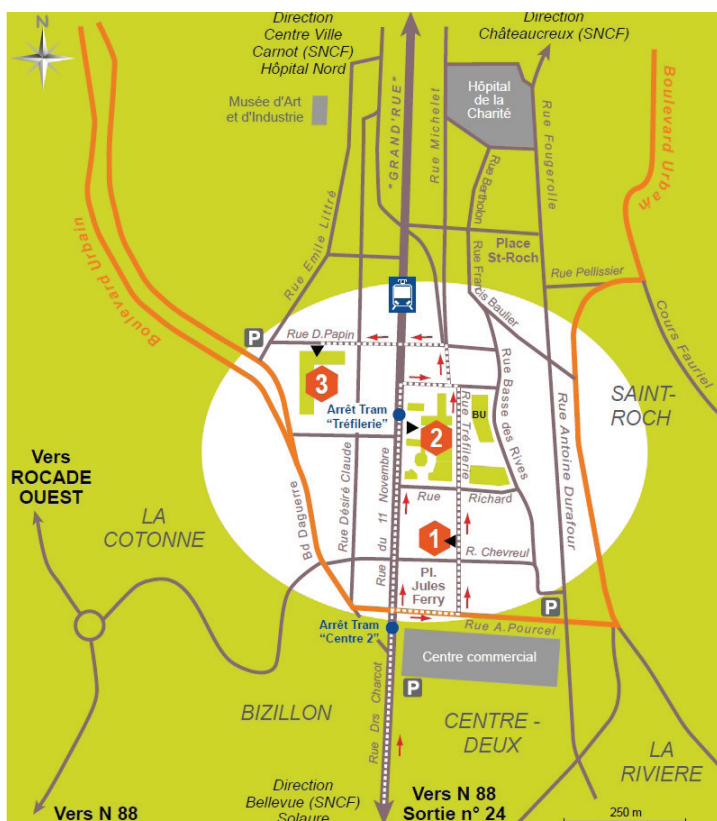 N
Direction
Centre Ville
Carnot (SNCF)
Hôpital Nord
Direction
Châteaucreux (SNCF)
Musée d'Art
et d'Industrie
"GRAND'RUE"
Rue Michelet
Hôpital
de la
Charité
Rue Fougerolle
Boulevard Urbain
Boulevard Urbain
Rue Bartholon
Rue Emile Littré
Place
St-Roch
Rue Francis Baulier
Rue Pellissier
Cours Fauriel
P
Rue D.Papin
3
Arrêt Tram
"Tréfilerie"
2
BU
Rue Tréfilerie
Rue Basse des Rives
Rue Antoine Durafour
SAINT-
ROCH
Vers
ROCADE
OUEST
LA
COTONNE
Bd Daguerre
Rue Désiré Claude
Rue du 11 Novembre
Rue Richard
1
R. Chevreul
Pl.
Jules
Ferry
P
Rue A.Pourcel
Arrêt Tram
"Centre 2"
Centre commercial
P
Rue Drs Charcot
BIZILLON
CENTRE -
DEUX
LA
RIVIERE
Direction
Bellevue (SNCF)
Solaure
Vers N 88
Vers N 88
Sortie n° 24
250 m